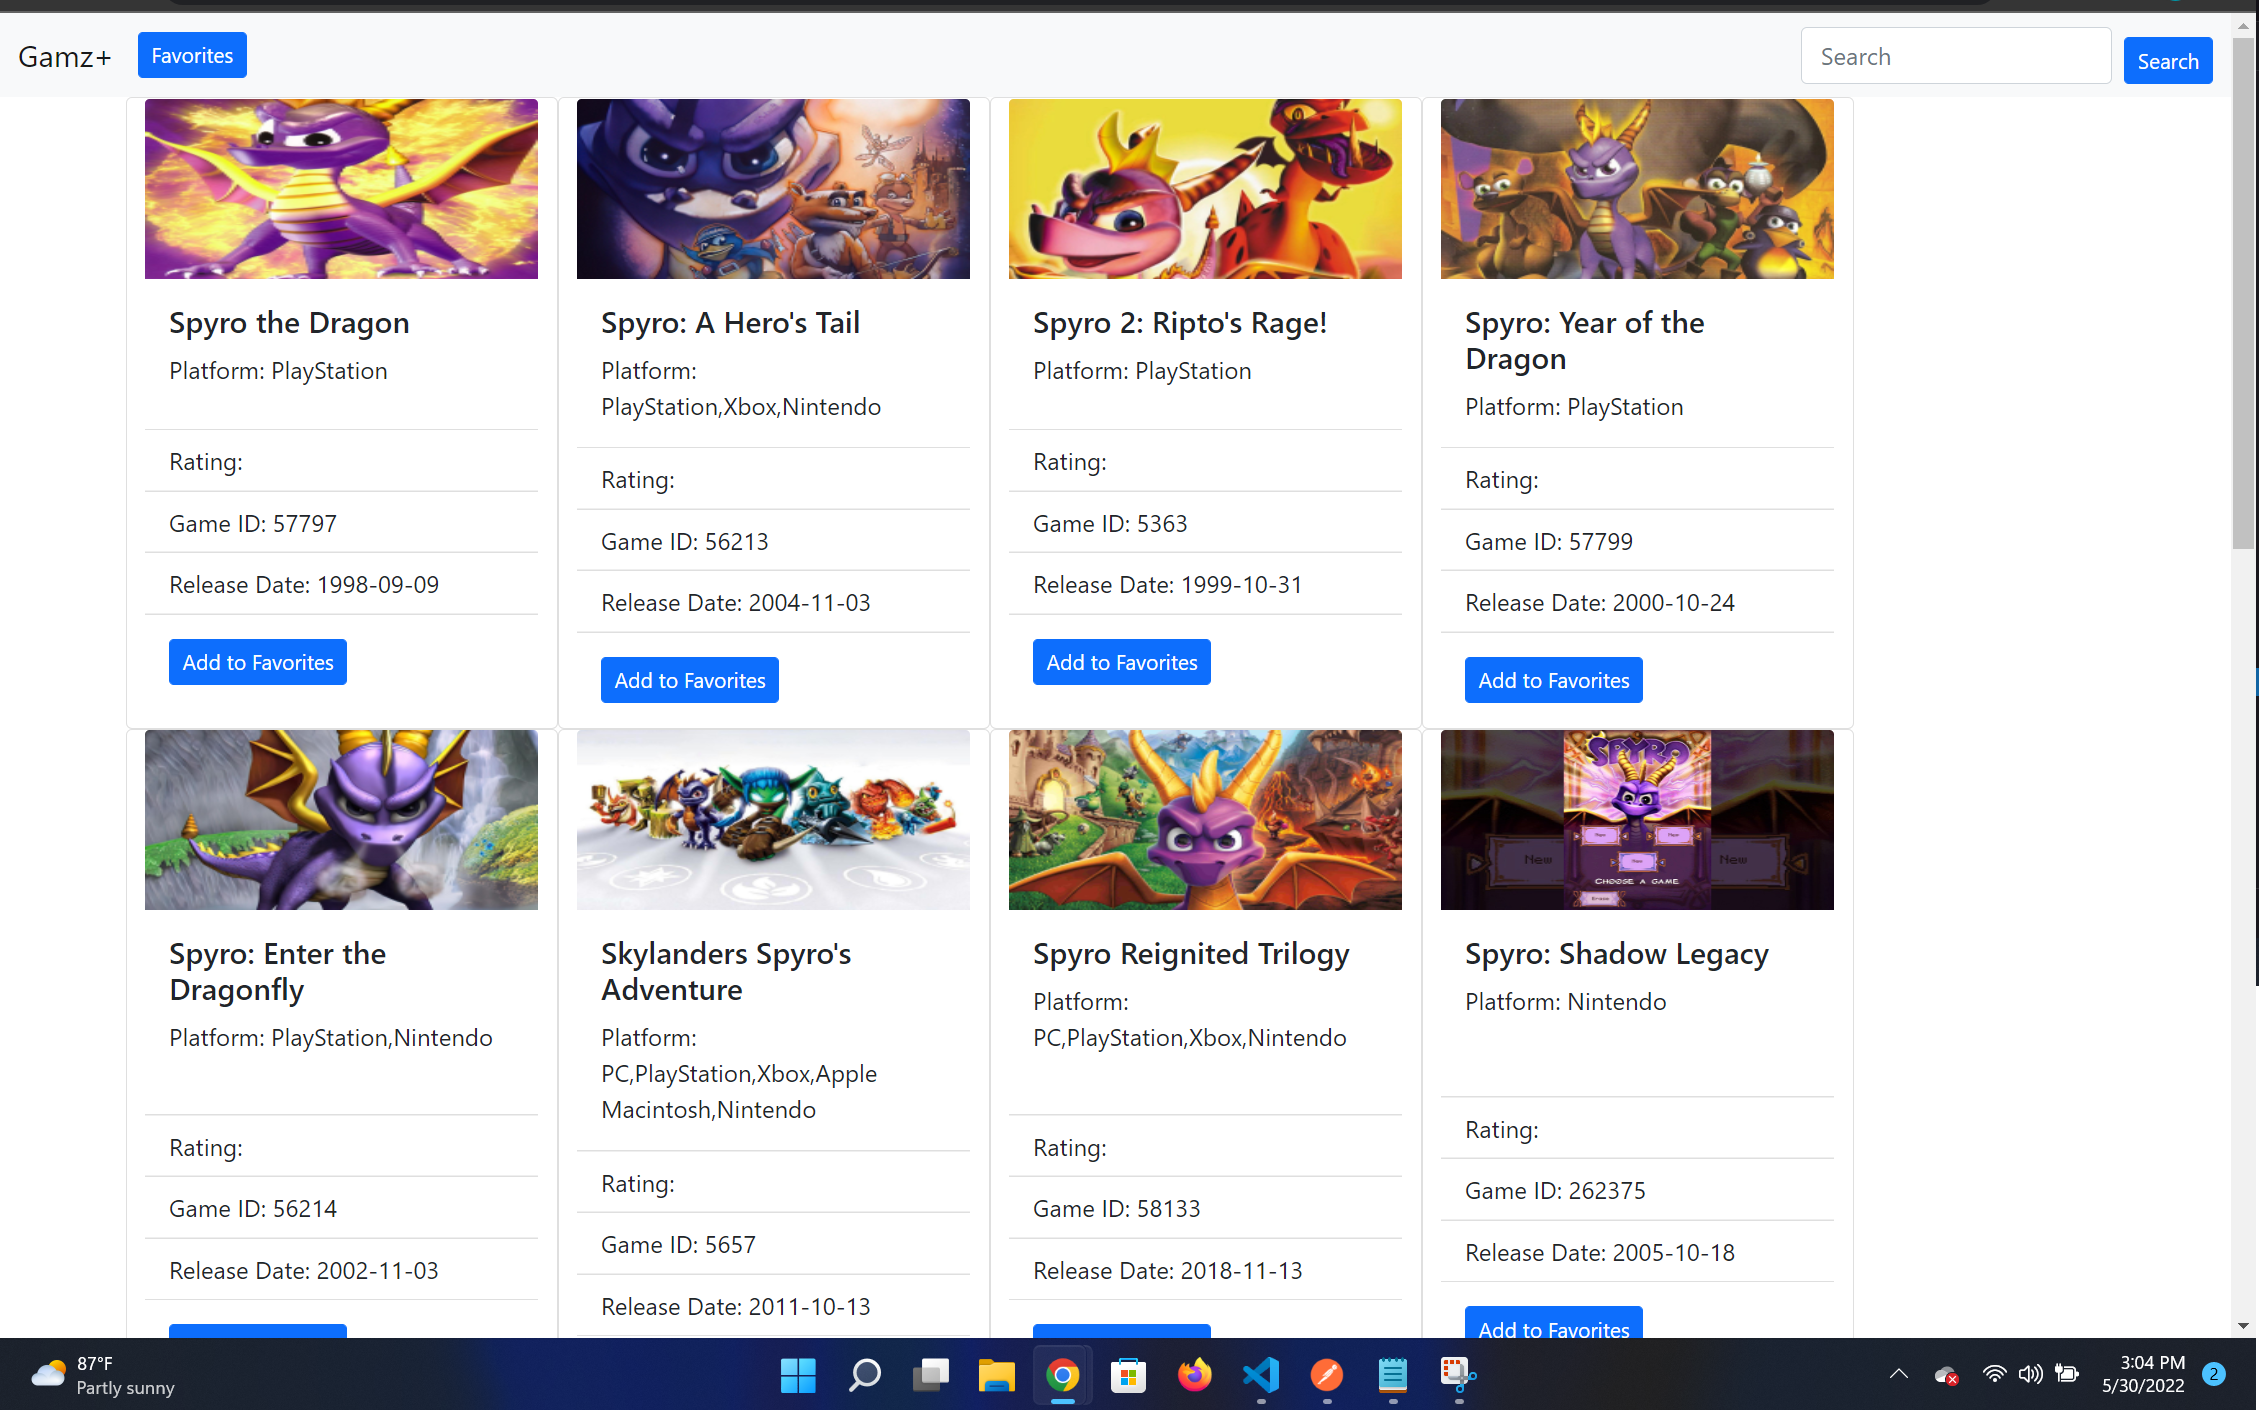 Gamz+
Favorites
Search
Search
Spyro the Dragon
Platform: PlayStation
Rating:
Game ID: 57797
Release Date: 1998-09-09
Add to Favorites
Spyro: A Hero's Tail
Platform:
PlayStation,Xbox,Nintendo
Rating:
Game ID: 56213
Release Date: 2004-11-03
Add to Favorites
Spyro 2: Ripto's Rage!
Platform: PlayStation
Rating:
Game ID: 5363
Release Date: 1999-10-31
Add to Favorites
Spyro: Year of the
Dragon
Platform: PlayStation
Rating:
Game ID: 57799
Release Date: 2000-10-24
Add to Favorites
Spyro: Enter the
Dragonfly
Platform: PlayStation,Nintendo
Rating:
Game ID: 56214
Release Date: 2002-11-03
Skylanders Spyro's
Adventure
Platform:
PC,PlayStation,Xbox,Apple
Macintosh,Nintendo
Rating:
Game ID: 5657
Release Date: 2011-10-13
Spyro Reignited Trilogy
Platform:
PC,PlayStation,Xbox,Nintendo
Rating:
Game ID: 58133
Release Date: 2018-11-13
SPYRO
New
New
CHOOSE A GAME
Spyro: Shadow Legacy
Platform: Nintendo
Rating:
Game ID: 262375
Release Date: 2005-10-18
Add to Favorites
87°F
Partly sunny
3:04 PM
5/30/2022
2